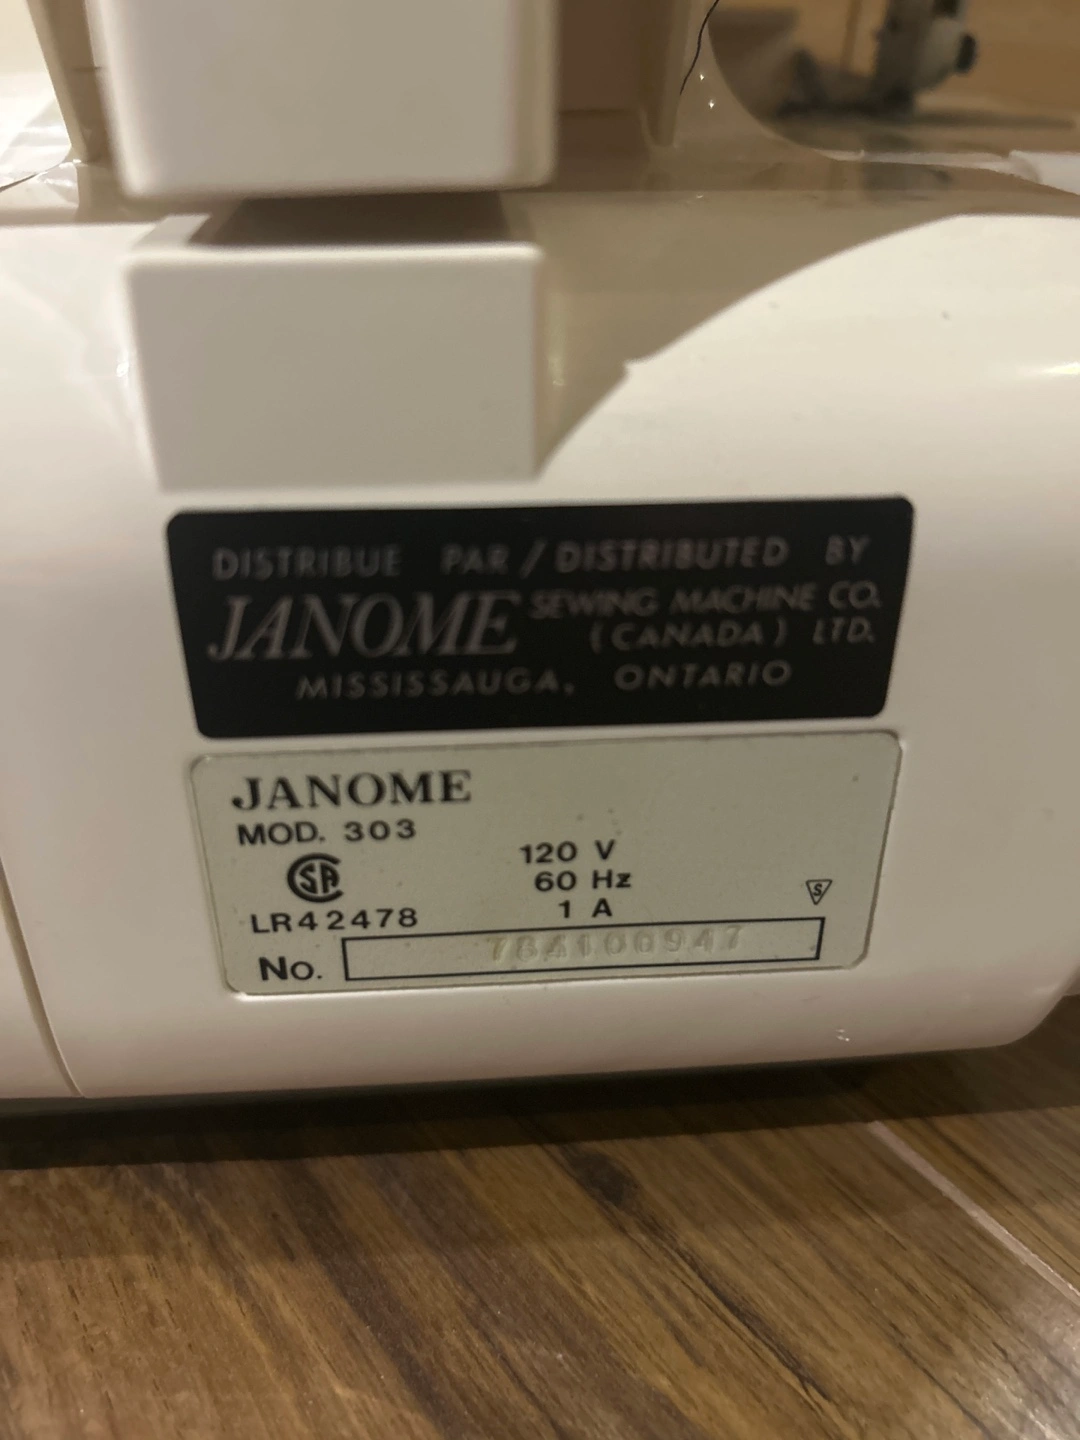 DISTRIBUE PAR / DISTRIBUTED BY
JANOME SEWING MACHINE CO.
(CANADA) LTD.
MISSISSAUGA, ONTARIO
JANOME
MOD. 303
120 V
60 Hz
1 A
CSA
LR42478
S
No.